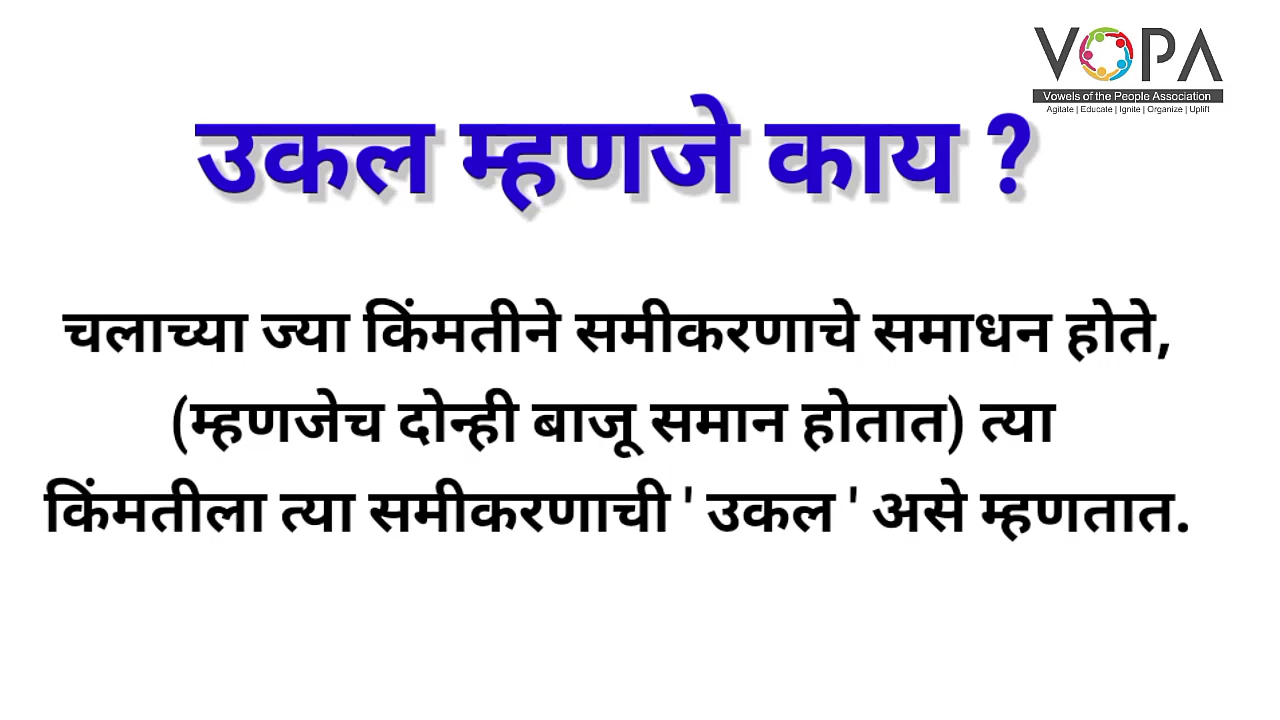 VOPA
Vowels of the People Association
Agitate | Educate | Ignite | Organize | Uplift
उकल म्हणजे काय ?
चलाच्या ज्या किंमतीने समीकरणाचे समाधन होते,
(म्हणजेच दोन्ही बाजू समान होतात) त्या
किंमतीला त्या समीकरणाची ' उकल ' असे म्हणतात.